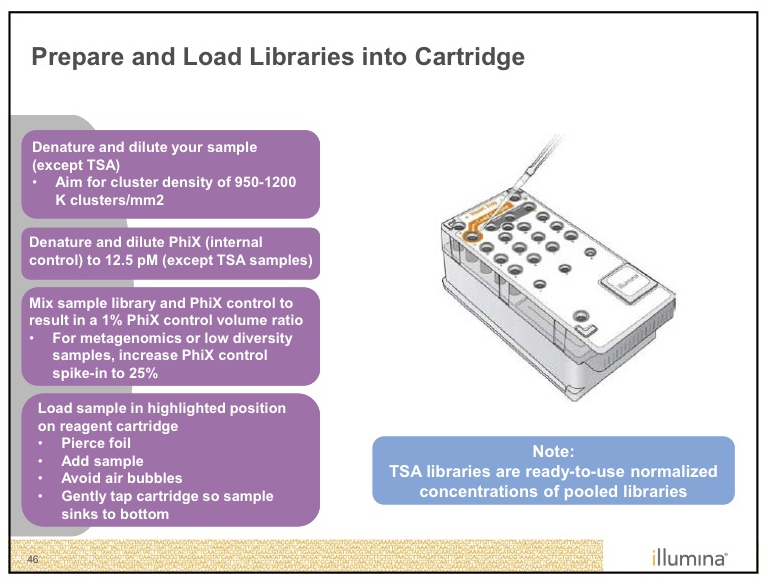 Prepare and Load Libraries into Cartridge
Denature and dilute your sample
(except TSA)
• Aim for cluster density of 950-1200
K clusters/mm2
Denature and dilute PhiX (internal
control) to 12.5 pM (except TSA samples)
Mix sample library and PhiX control to
result in a 1% PhiX control volume ratio
• For metagenomics or low diversity
samples, increase PhiX control
spike-in to 25%
Load sample in highlighted position
on reagent cartridge
• Pierce foil
• Add sample
• Avoid air bubbles
• Gently tap cartridge so sample
sinks to bottom
illumina
Note:
TSA libraries are ready-to-use normalized
concentrations of pooled libraries
46
illumina